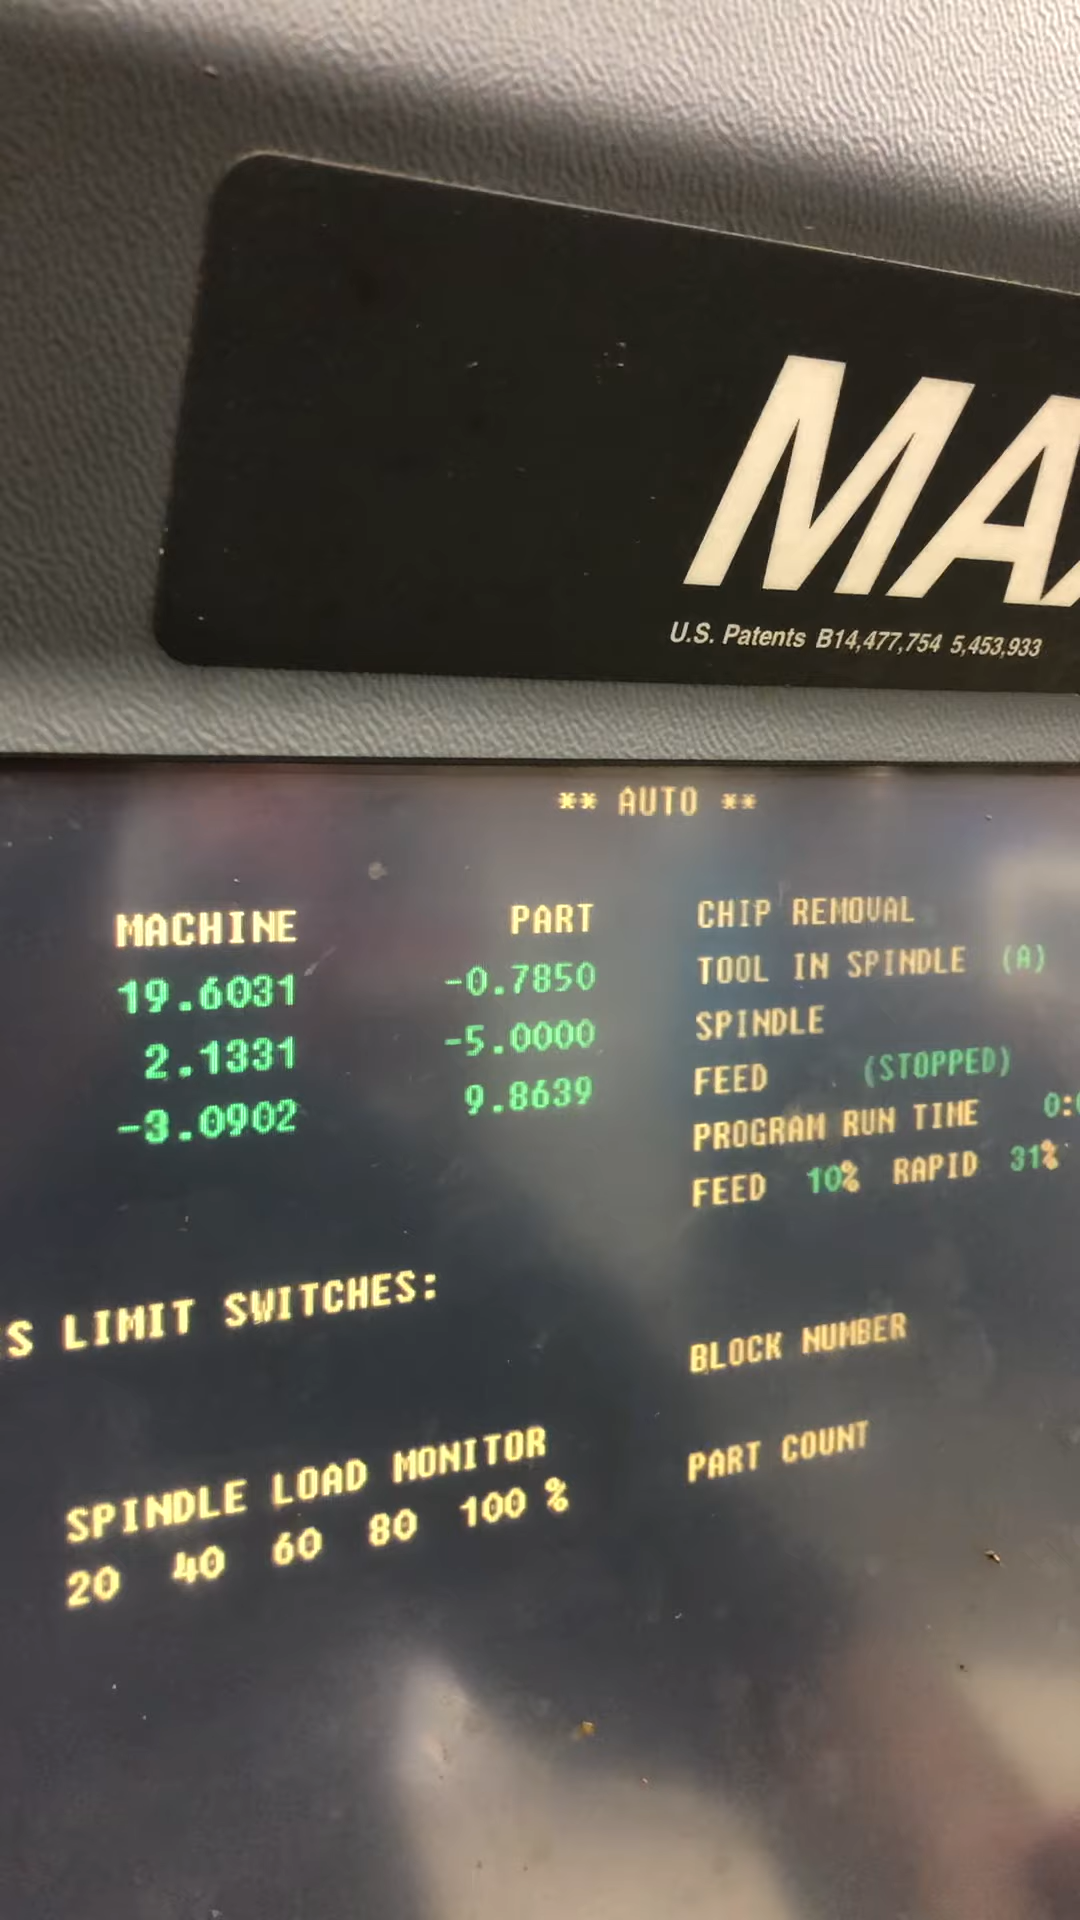 MA
U.S. Patents B14,477,754 5,453,933
** AUTO **
MACHINE PART
19.6031 -0.7850
2.1331 -5.0000
-3.0902 9.8639
CHIP REMOVAL
TOOL IN SPINDLE (A)
SPINDLE
FEED (STOPPED)
PROGRAM RUN TIME 0:
FEED 10% RAPID 31%
S LIMIT SWITCHES:
BLOCK NUMBER
SPINDLE LOAD MONITOR
20 40 60 80 100 %
PART COUNT